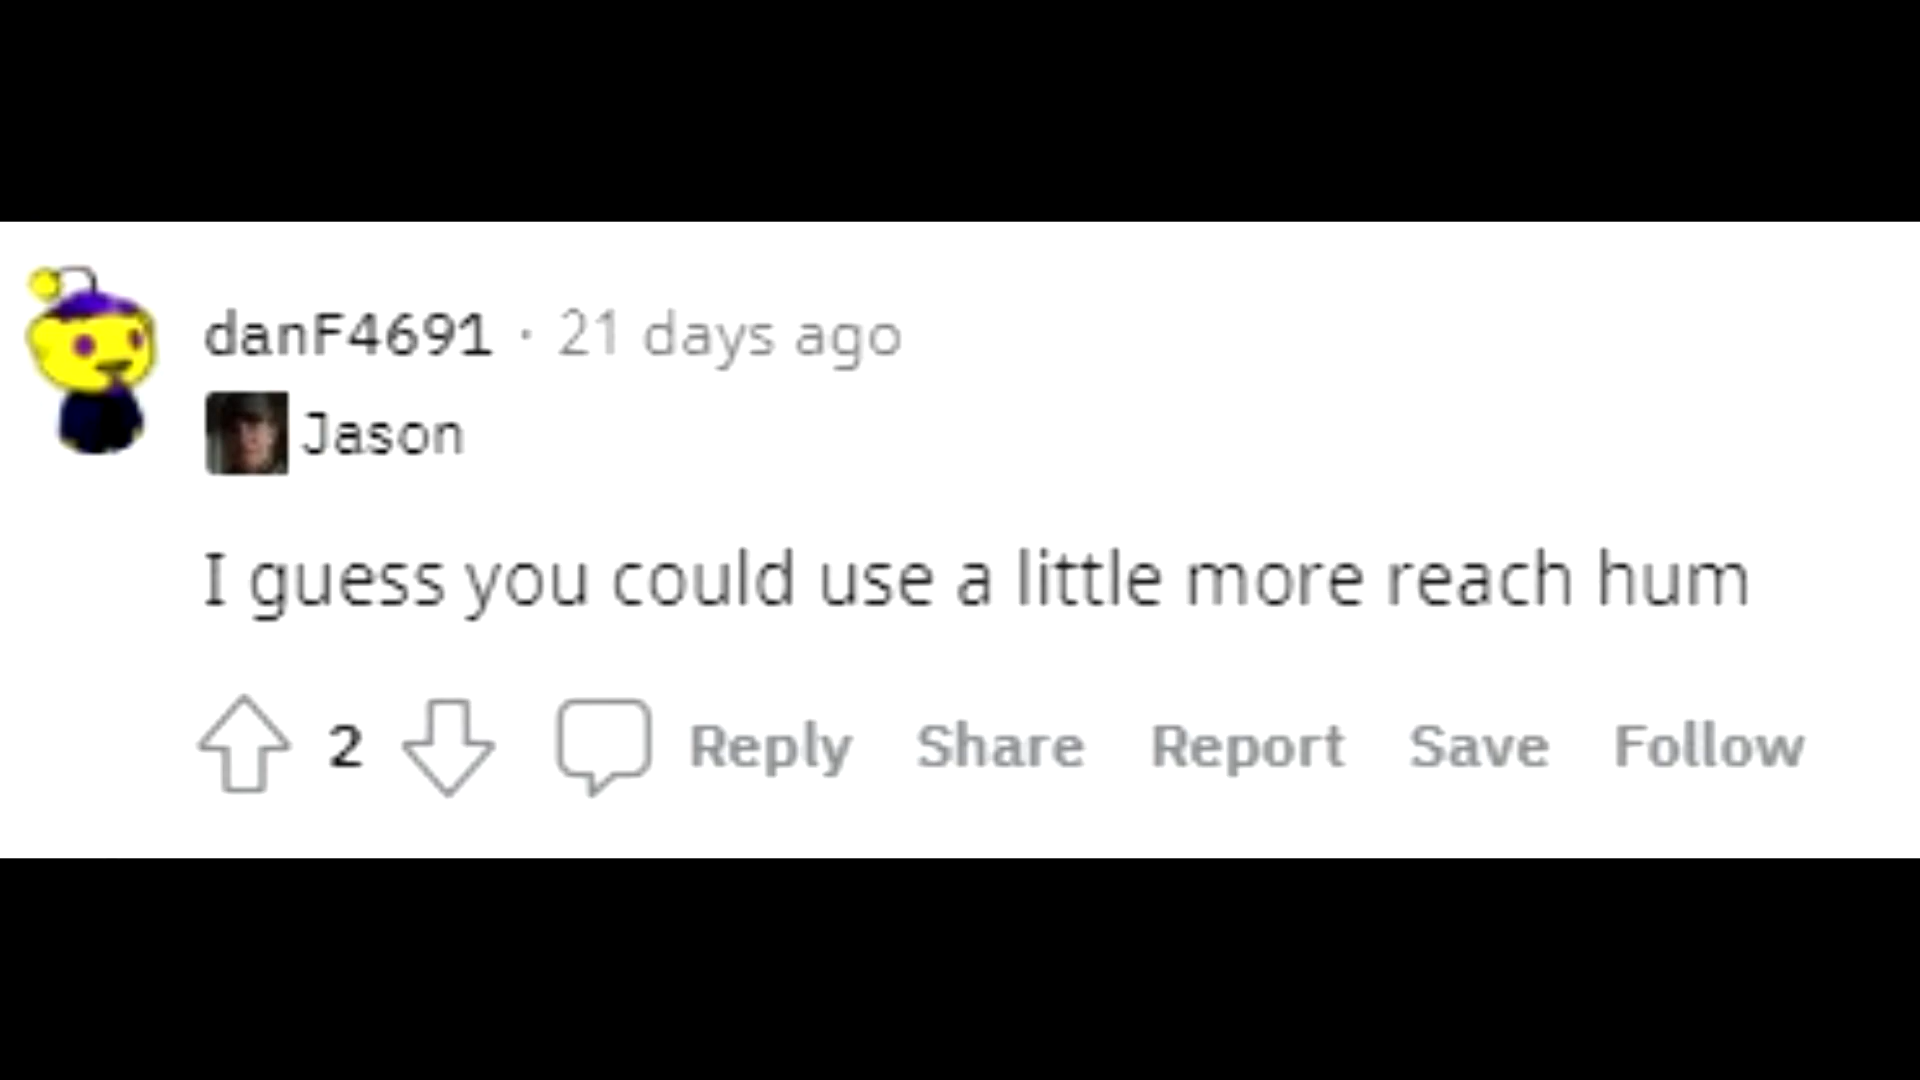 danF4691 · 21 days ago
Jason
I guess you could use a little more reach hum
2 Reply Share Report Save Follow